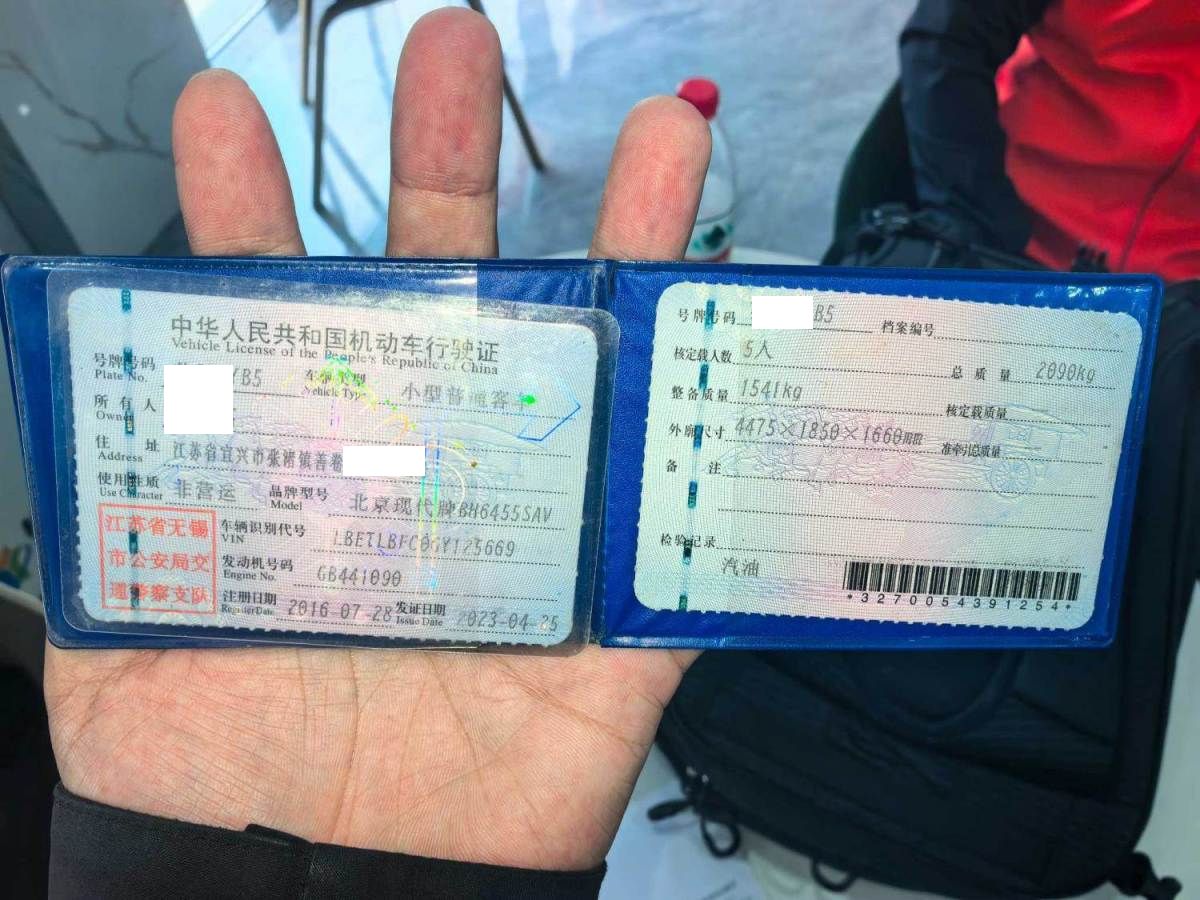 中华人民共和国机动车行驶证
Vehicle License of the People's Republic of China
号牌号码 YB5 车辆类型 小型普通客车
Plate No. Vehicle Type
所有人
Owner
住 址 江苏省宜兴市张渚镇善卷
Address
使用性质 非营运 品牌型号 北京现代牌BH6455SAV
Use Character Model
江苏省无锡
市公安局交
通警察支队
车辆识别代号 LBETLBFC0GY125669
VIN
发动机号码 GB441090
Engine No.
注册日期 2016-07-28 发证日期 2023-04-25
Register Date Issue Date
号牌号码 B5 档案编号
核定载人数 5人 总质量 2090kg
整备质量 1541kg 核定载质量
外廓尺寸 4475×1850×1660mm 准牵引总质量
备 注
检验记录
汽油
*3270054391254*